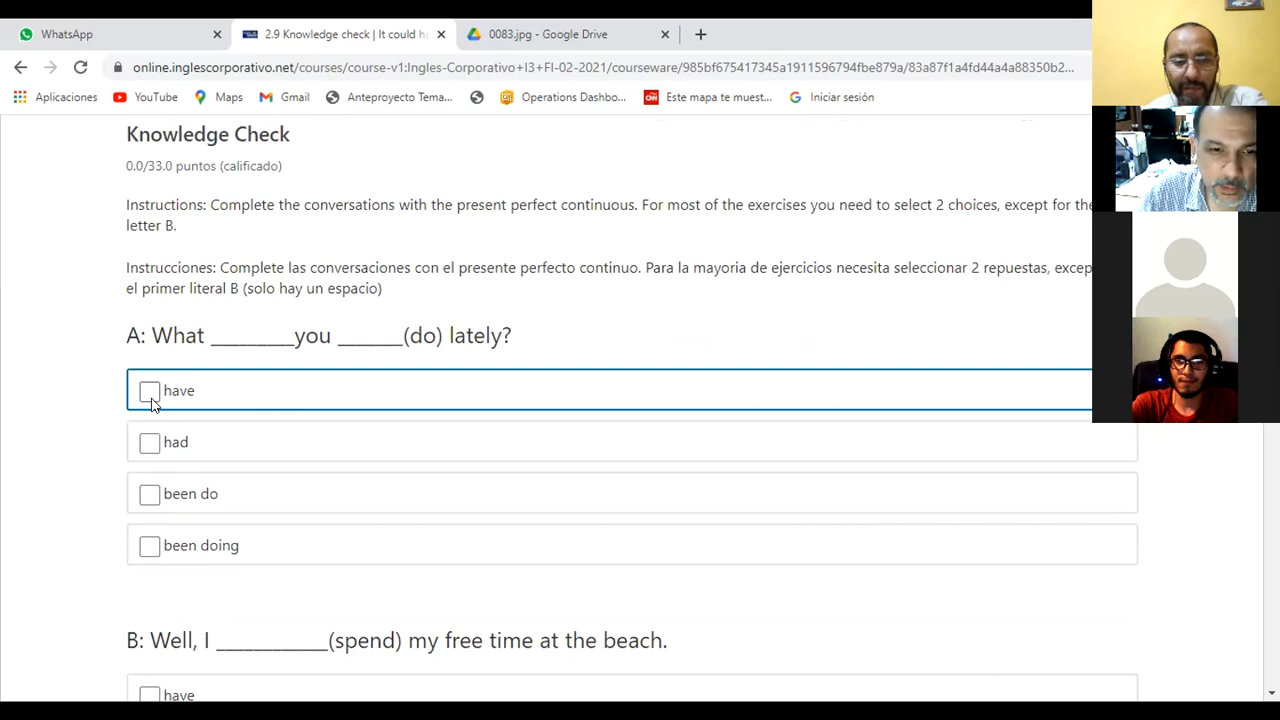 WhatsApp
2.9 Knowledge check | It could ha
0083.jpg - Google Drive
online.inglescorporativo.net/courses/course-v1:Ingles-Corporativo+I3+FI-02-2021/courseware/985bf675417345a1911596794fbe879a/83a87f1a4fd44a4a88350b2...
Aplicaciones
YouTube
Maps
Gmail
Anteproyecto Tema...
Operations Dashbo...
Este mapa te muest...
Iniciar sesión
Knowledge Check
0.0/33.0 puntos (calificado)
Instructions: Complete the conversations with the present perfect continuous. For most of the exercises you need to select 2 choices, except for the
letter B.
Instrucciones: Complete las conversaciones con el presente perfecto continuo. Para la mayoria de ejercicios necesita seleccionar 2 repuestas, excep
el primer literal B (solo hay un espacio)
A: What _________you _______(do) lately?
have
had
been do
been doing
B: Well, I ____________(spend) my free time at the beach.
have